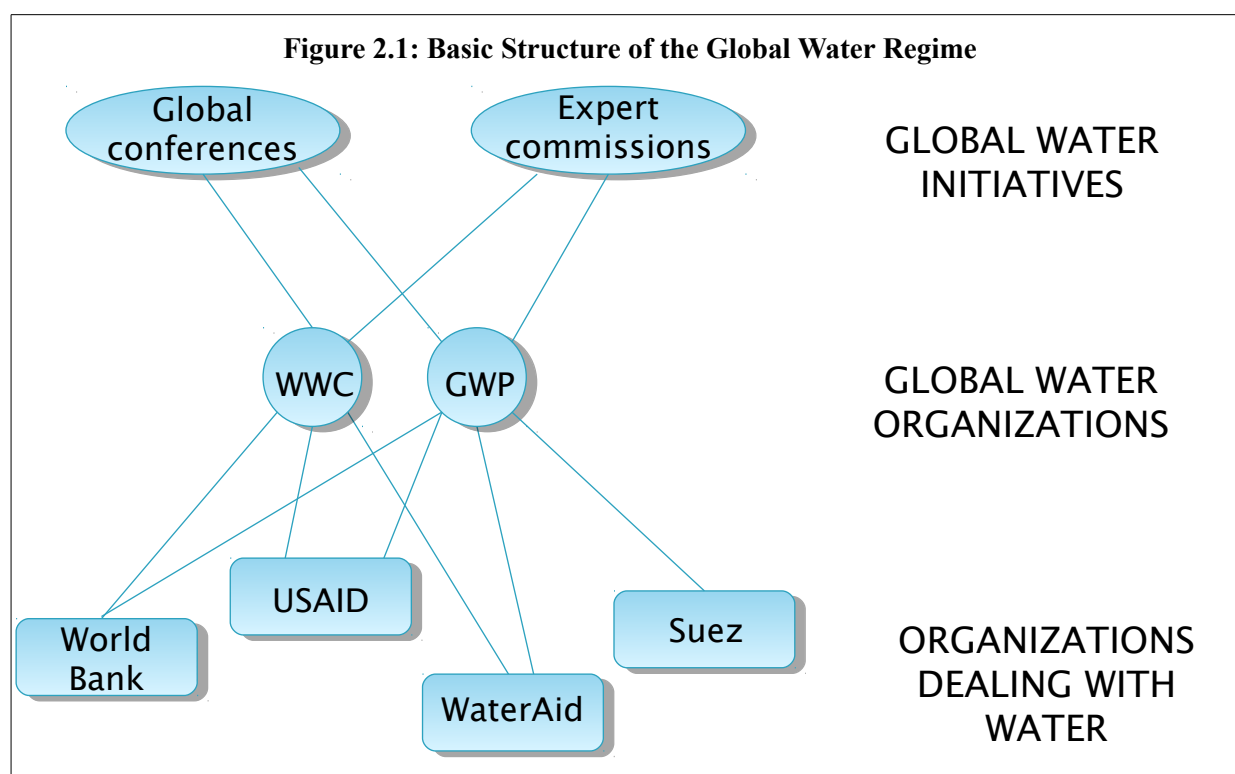 Figure 2.1: Basic Structure of the Global Water Regime
Global
conferences
Expert
commissions
GLOBAL WATER
INITIATIVES
WWC
GWP
GLOBAL WATER
ORGANIZATIONS
World
Bank
USAID
WaterAid
Suez
ORGANIZATIONS
DEALING WITH
WATER